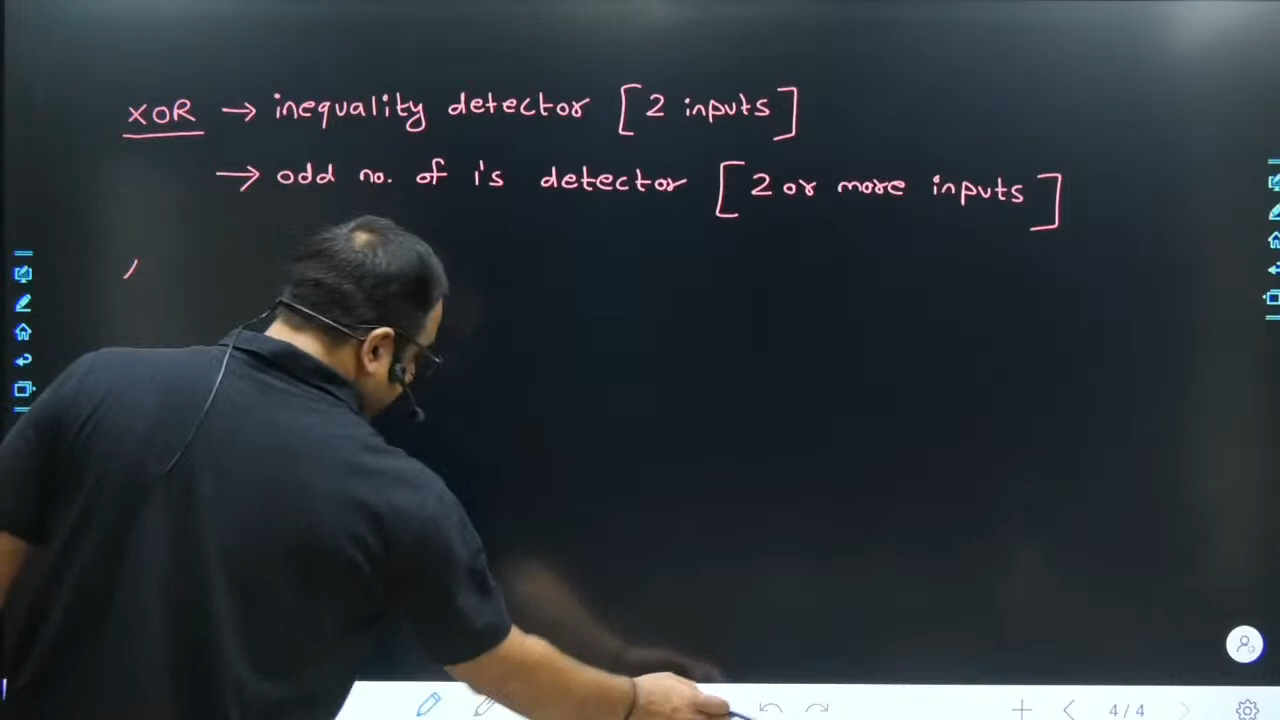 XOR → inequality detector [2 inputs]
→ odd no. of 1's detector [2 or more inputs]
4/4